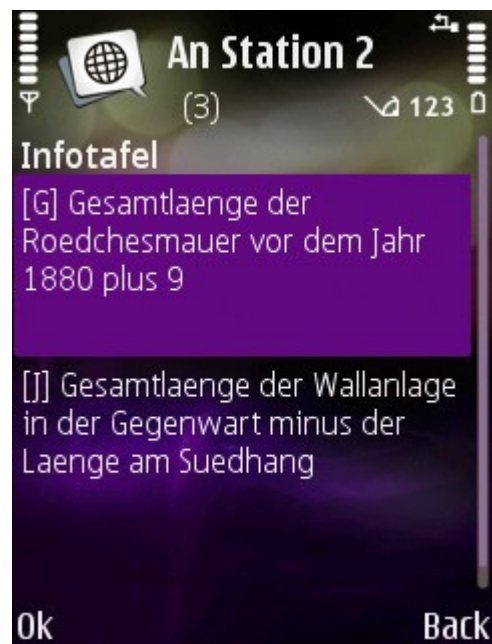 An Station 2
(3)
123
Infotafel
[G] Gesamtlaenge der
Roedchesmauer vor dem Jahr
1880 plus 9
[J] Gesamtlaenge der Wallanlage
in der Gegenwart minus der
Laenge am Suedhang
Ok
Back